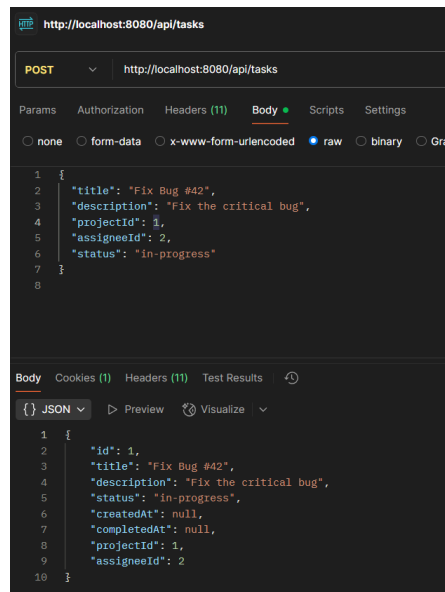 HTTP http://localhost:8080/api/tasks
POST http://localhost:8080/api/tasks
Params Authorization Headers (11) Body Scripts Settings
none form-data x-www-form-urlencoded raw binary
1 {
2 "title": "Fix Bug #42",
3 "description": "Fix the critical bug",
4 "projectId": 1,
5 "assigneeId": 2,
6 "status": "in-progress"
7 }
8
Body Cookies (1) Headers (11) Test Results
{} JSON Preview Visualize
1 {
2 "id": 1,
3 "title": "Fix Bug #42",
4 "description": "Fix the critical bug",
5 "status": "in-progress",
6 "createdAt": null,
7 "completedAt": null,
8 "projectId": 1,
9 "assigneeId": 2
10 }